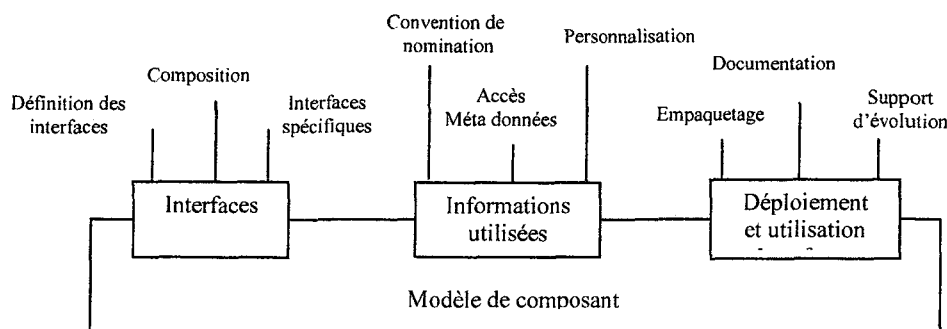 Convention de
nomination
Personnalisation
Documentation
Composition
Définition des
interfaces
Interfaces
spécifiques
Accès
Méta données
Empaquetage
Support
d'évolution
Interfaces
Informations
utilisées
Déploiement
et utilisation
Modèle de composant